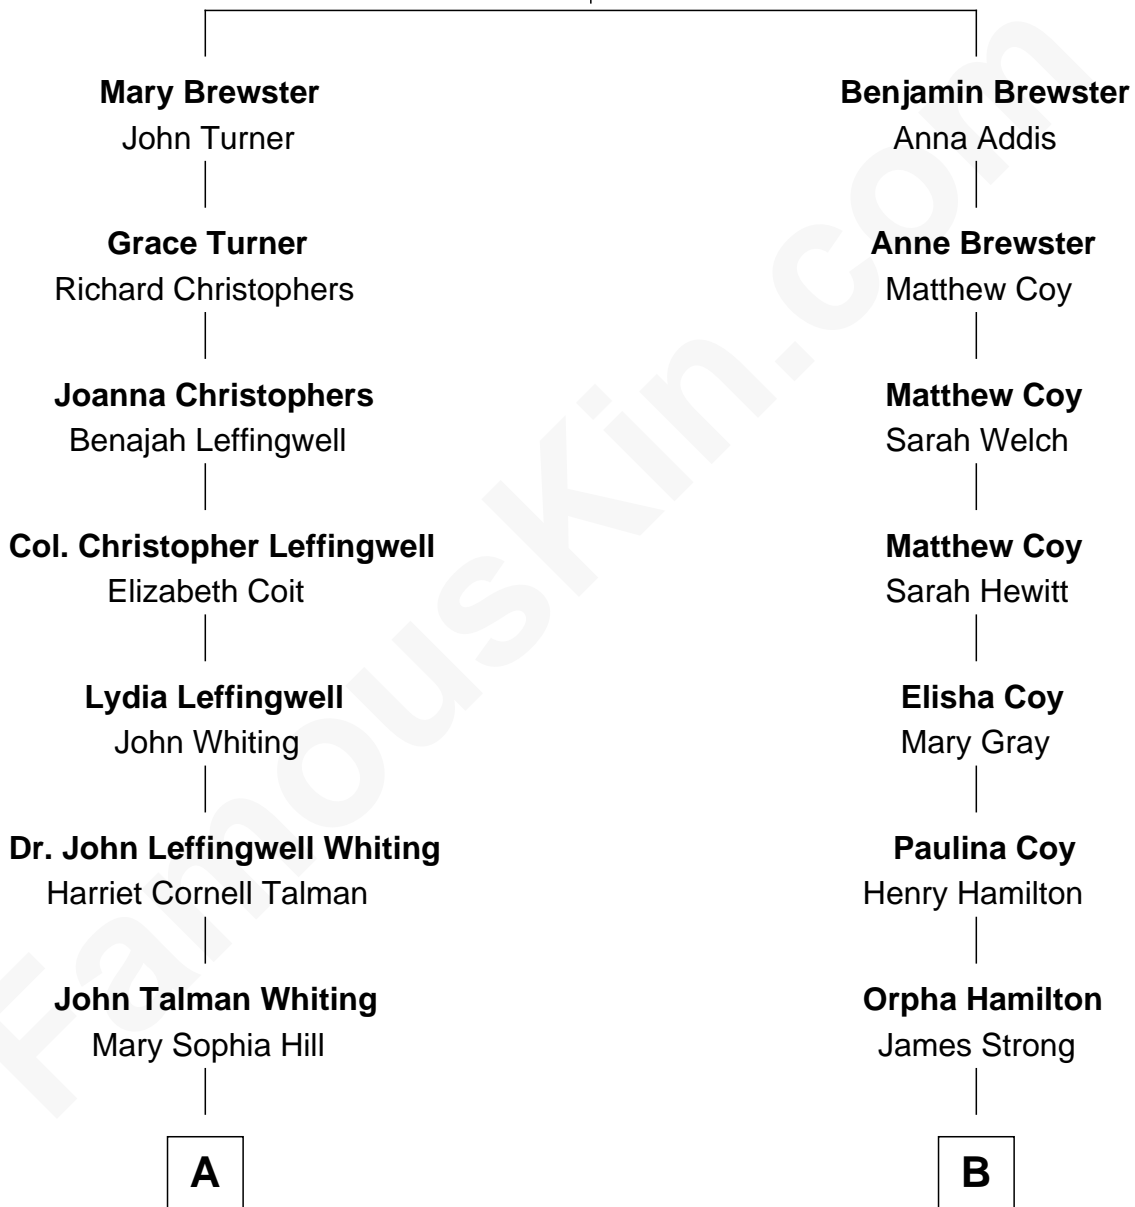 Mary Brewster
John Turner
Benjamin Brewster
Anna Addis
Grace Turner
Richard Christophers
Anne Brewster
Matthew Coy
Joanna Christophers
Benajah Leffingwell
Matthew Coy
Sarah Welch
Col. Christopher Leffingwell
Elizabeth Coit
Matthew Coy
Sarah Hewitt
Lydia Leffingwell
John Whiting
Elisha Coy
Mary Gray
Dr. John Leffingwell Whiting
Harriet Cornell Talman
Paulina Coy
Henry Hamilton
John Talman Whiting
Mary Sophia Hill
Orpha Hamilton
James Strong
A
B
FamousKin.com